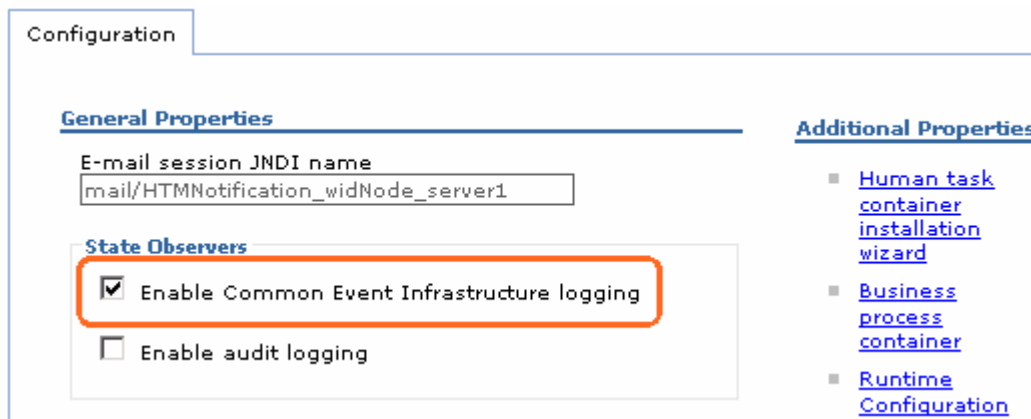 Configuration
General Properties
E-mail session JNDI name
mail/HTMNotification_widNode_server1
State Observers
Enable Common Event Infrastructure logging
Enable audit logging
Additional Properties
Human task
container
installation
wizard
Business
process
container
Runtime
Configuration